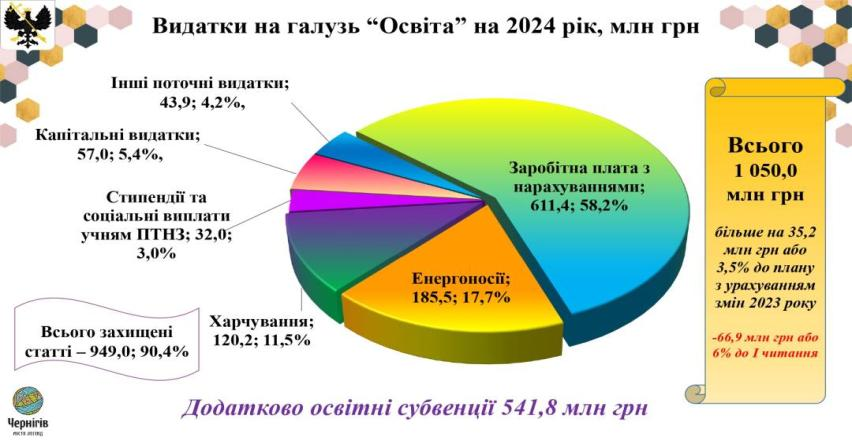 Видатки на галузь “Освіта” на 2024 рік, млн грн
Інші поточні видатки;
43,9; 4,2%,
Капітальні видатки;
57,0; 5,4%,
Стипендії та
соціальні виплати
учням ПТНЗ; 32,0;
3,0%
Харчування;
120,2; 11,5%
Енергоносії;
185,5; 17,7%
Заробітна плата з
нарахуваннями;
611,4; 58,2%
Всього захищені
статті – 949,0; 90,4%
Всього
1 050,0
млн грн
більше на 35,2
млн грн або
3,5% до плану
з урахуванням
змін 2023 року
-66,9 млн грн або
6% до І читання
Додатково освітні субвенції 541,8 млн грн
Чернігів
МІСТО ЛЕГЕНД